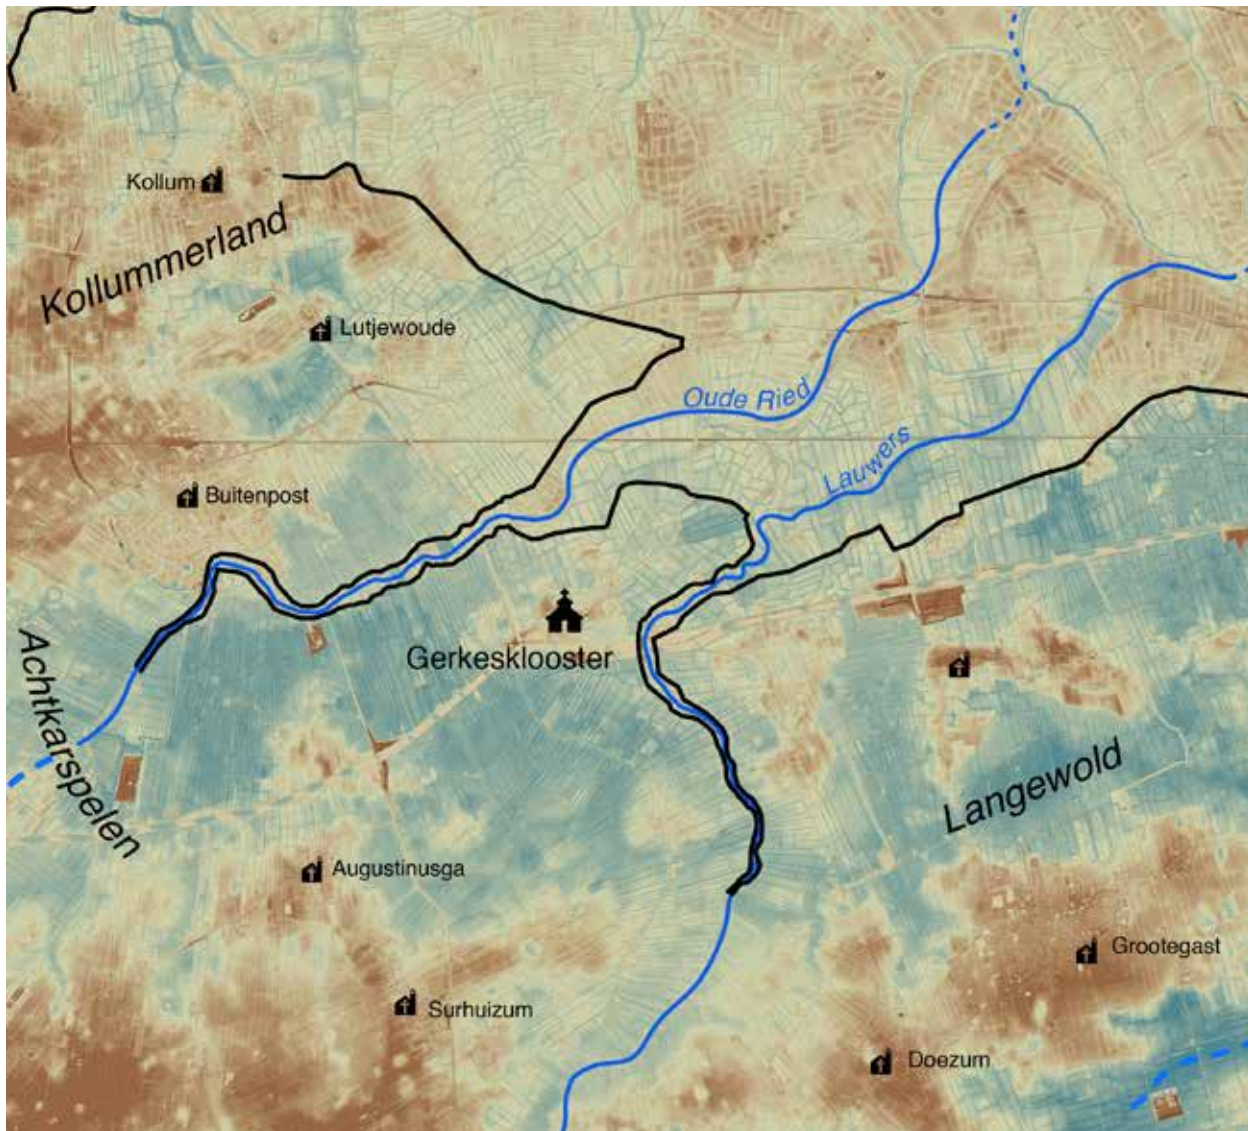 Kollum
Kollummerland
Lutjewoude
Oude Ried
Lauwers
Buitenpost
Gerkesklooster
Achtkarspelen
Langewold
Augustinusga
Grootegast
Surhuizum
Doezum